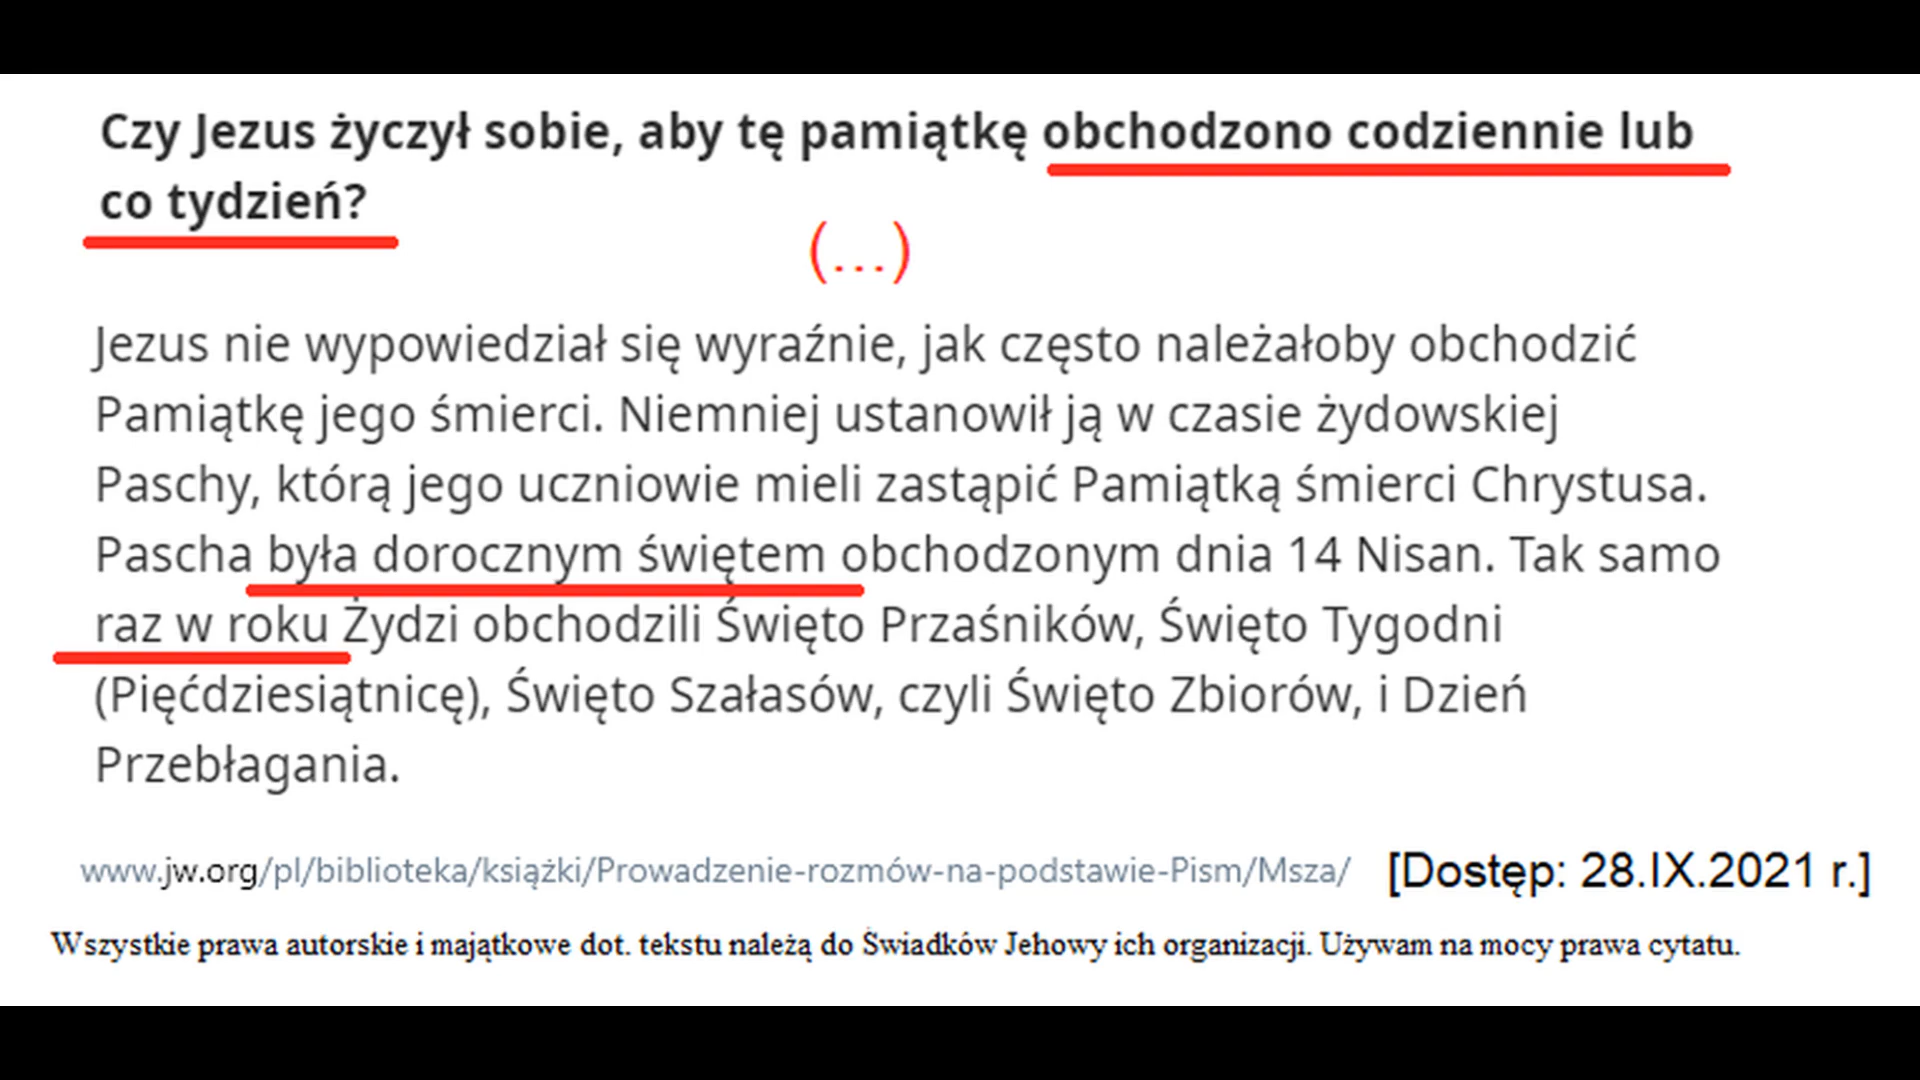 Czy Jezus życzył sobie, aby tę pamiątkę obchodzono codziennie lub
co tydzień?
(...)
Jezus nie wypowiedział się wyraźnie, jak często należałoby obchodzić
Pamiątkę jego śmierci. Niemniej ustanowił ją w czasie żydowskiej
Paschy, którą jego uczniowie mieli zastąpić Pamiątką śmierci Chrystusa.
Pascha była dorocznym świętem obchodzonym dnia 14 Nisan. Tak samo
raz w roku Żydzi obchodzili Święto Przaśników, Święto Tygodni
(Pięćdziesiątnicę), Święto Szałasów, czyli Święto Zbiorów, i Dzień
Przebłagania.
www.jw.org/pl/biblioteka/książki/Prowadzenie-rozmów-na-podstawie-Pism/Msza/ [Dostęp: 28.IX.2021 r.]
Wszystkie prawa autorskie i majątkowe dot. tekstu należą do Świadków Jehowy ich organizacji. Używam na mocy prawa cytatu.